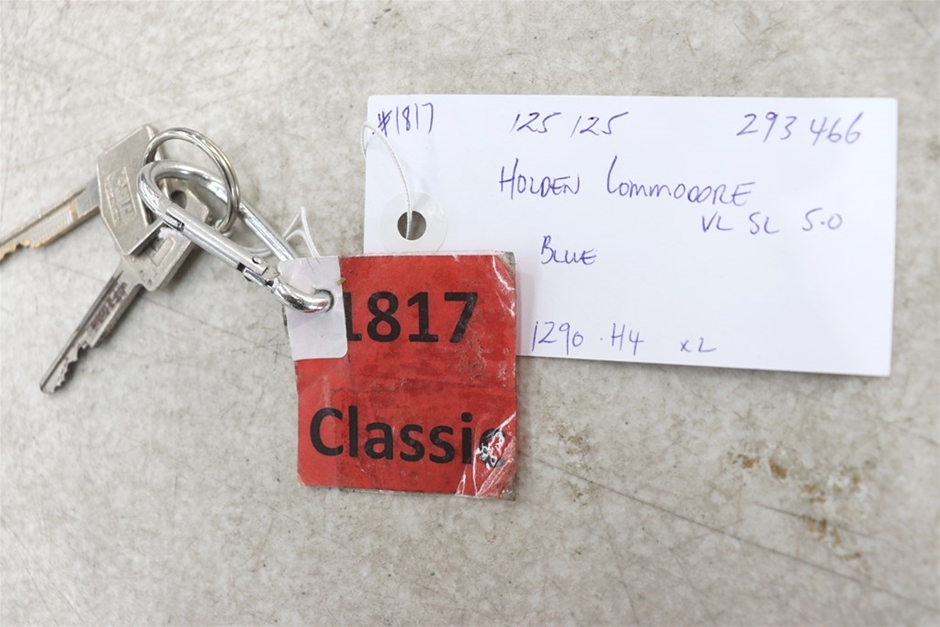 #1817 125 125 293 466
HOLDEN COMMODORE
VL SL 5.0
BLUE
1290 · H4 x2
1817
Classic